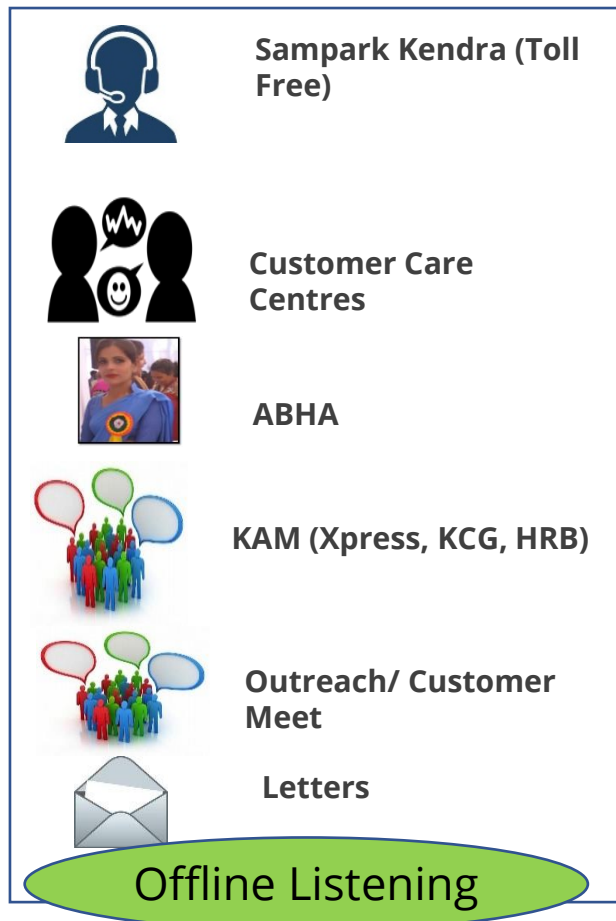 Sampark Kendra (Toll
Free)
Customer Care
Centres
ABHA
KAM (Xpress, KCG, HRB)
Outreach/ Customer
Meet
Letters
Offline Listening